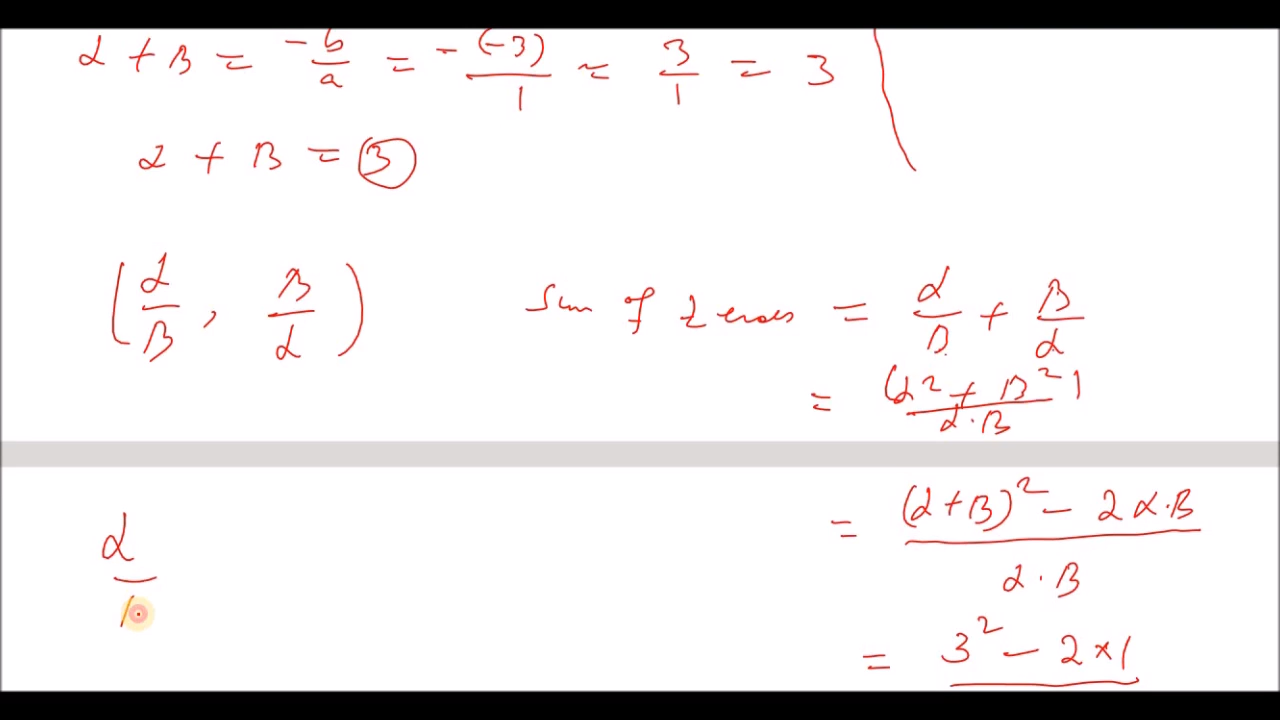 α + β = -b/a = -(-3)/1 = 3/1 = 3
α + β = 3
(α/β, β/α) Sum of Zeroes = α/β + β/α
= (α² + β²)/α·β
= (α+β)² - 2α·β / α·β
α/
= 3² - 2×1